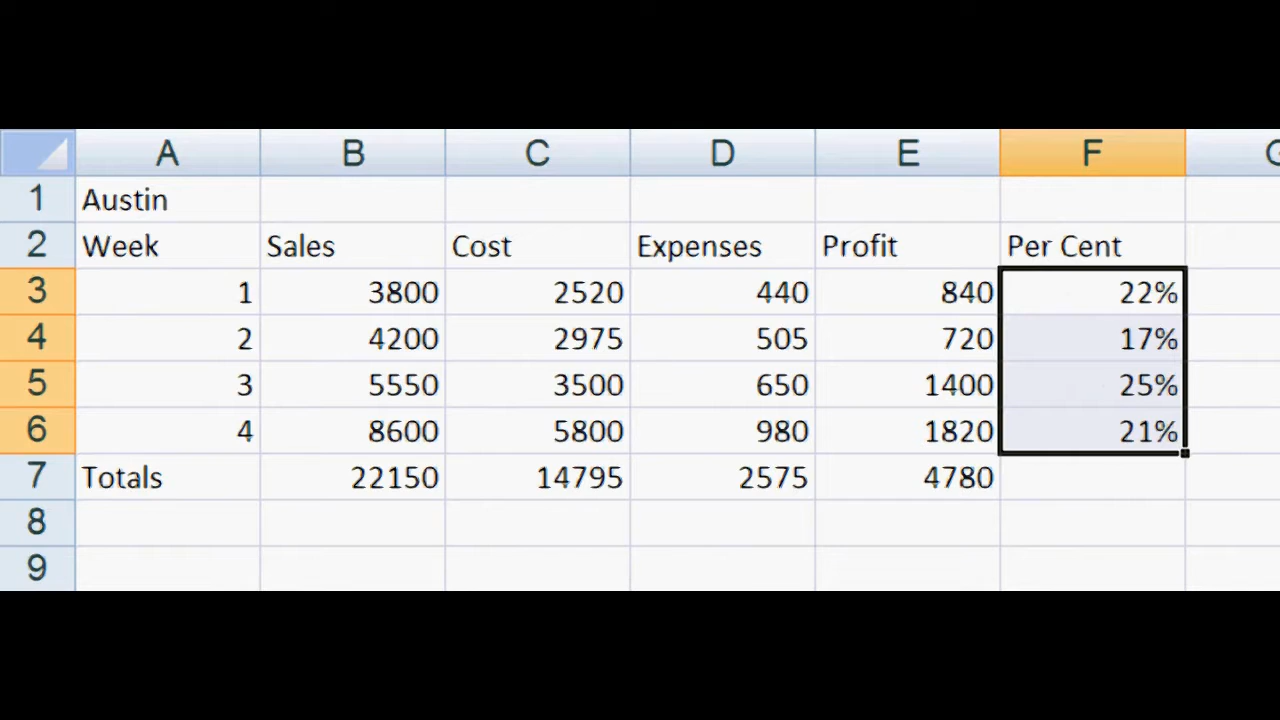 A B C D E F G
1 Austin
2 Week Sales Cost Expenses Profit Per Cent
3 1 3800 2520 440 840 22%
4 2 4200 2975 505 720 17%
5 3 5550 3500 650 1400 25%
6 4 8600 5800 980 1820 21%
7 Totals 22150 14795 2575 4780
8
9